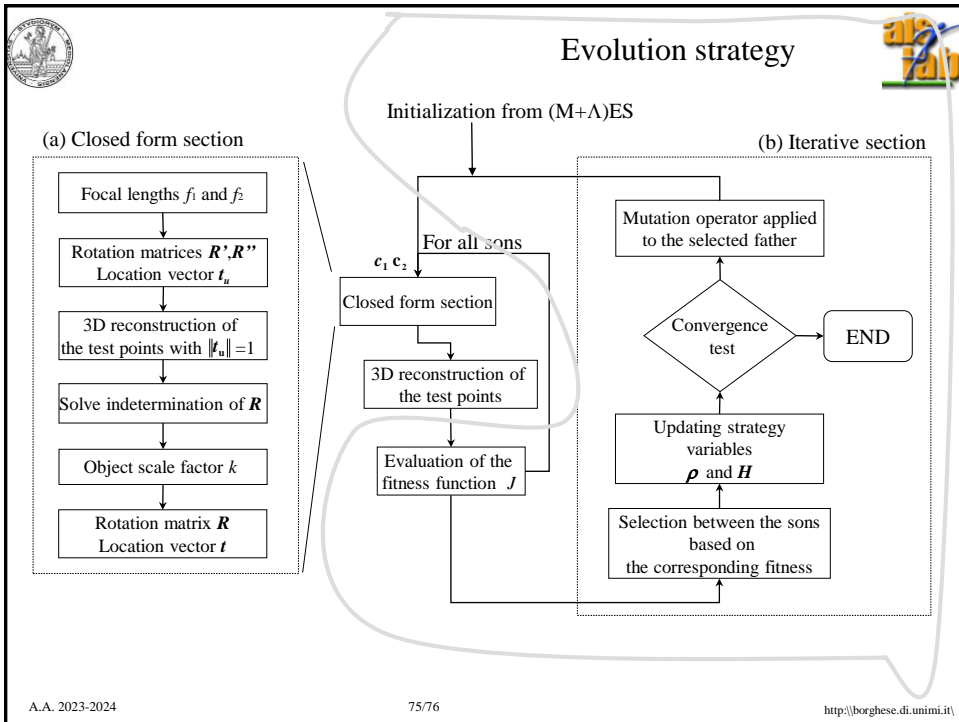 Evolution strategy
Initialization from (M+Λ)ES
(a) Closed form section
Focal lengths f1 and f2
Rotation matrices R’,R’’
Location vector tu
3D reconstruction of
the test points with ||tu|| =1
Solve indetermination of R
Object scale factor k
Rotation matrix R
Location vector t
For all sons
c1 c2
Closed form section
3D reconstruction of
the test points
Evaluation of the
fitness function J
(b) Iterative section
Mutation operator applied
to the selected father
Convergence
test
END
Updating strategy
variables
ρ and H
Selection between the sons
based on
the corresponding fitness
A.A. 2023-2024
75/76
http:\\borghese.di.unimi.it\